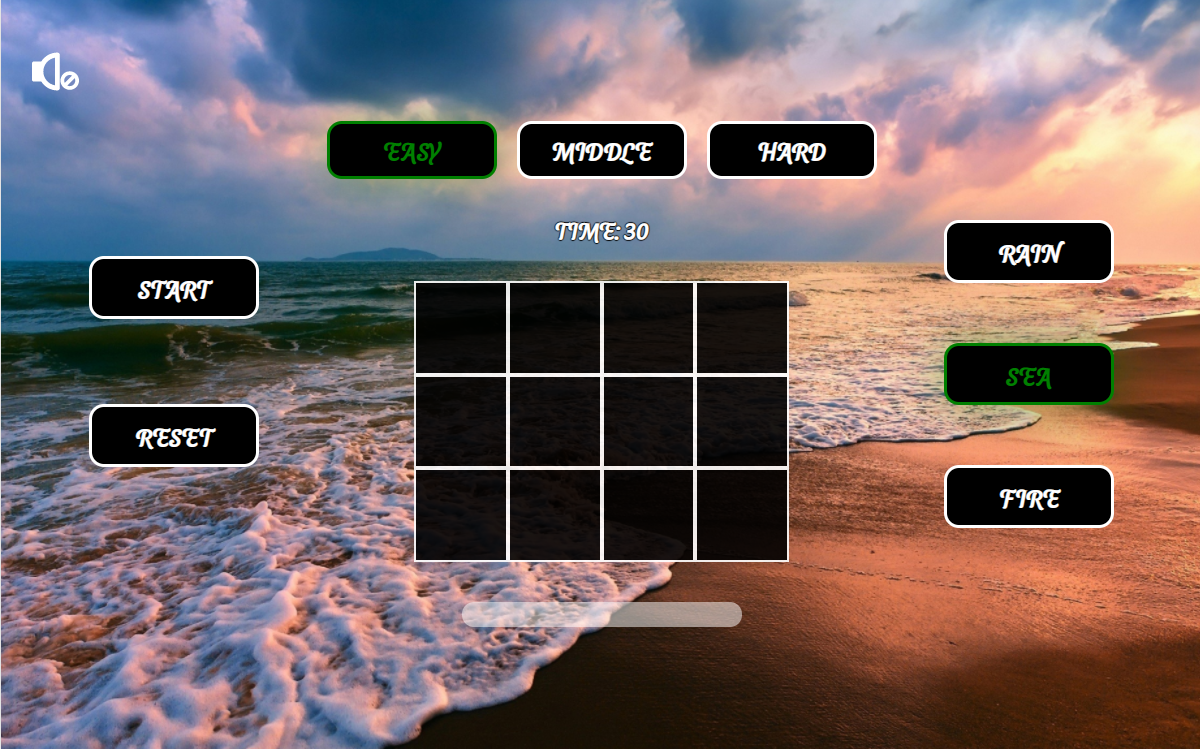 EASY
MIDDLE
HARD
TIME: 30
START
RESET
RAIN
SEA
FIRE